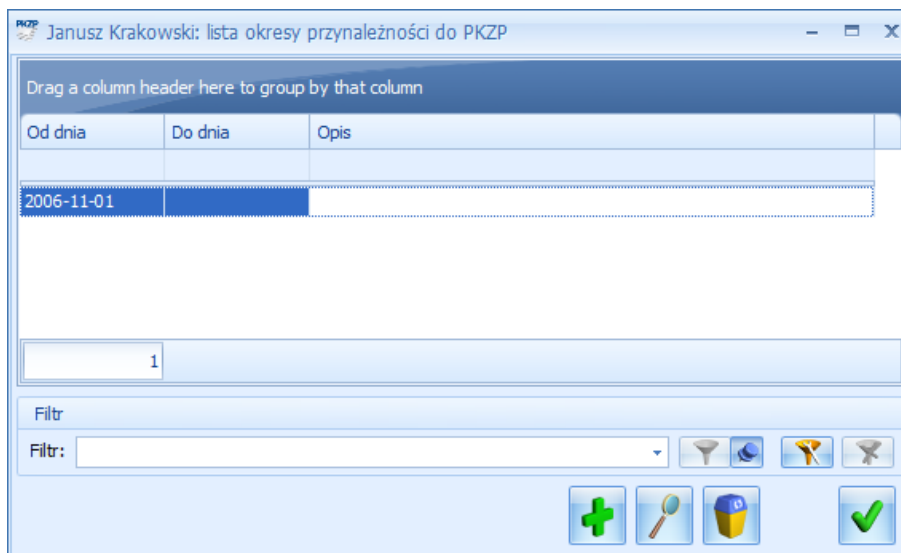 PKZP Janusz Krakowski: lista okresy przynależności do PKZP
Drag a column header here to group by that column
Od dnia Do dnia Opis
2006-11-01
1
Filtr
Filtr: